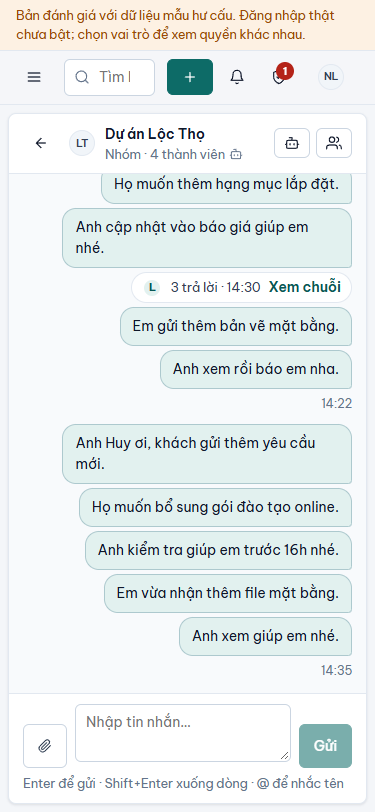 Bản đánh giá với dữ liệu mẫu hư cấu. Đăng nhập thật
chưa bật; chọn vai trò để xem quyền khác nhau.
Tìm
1
NL
LT
Dự án Lộc Thọ
Nhóm · 4 thành viên
Họ muốn thêm hạng mục lắp đặt.
Anh cập nhật vào báo giá giúp em
nhé.
L 3 trả lời · 14:30 Xem chuỗi
Em gửi thêm bản vẽ mặt bằng.
Anh xem rồi báo em nha.
14:22
Anh Huy ơi, khách gửi thêm yêu cầu
mới.
Họ muốn bổ sung gói đào tạo online.
Anh kiểm tra giúp em trước 16h nhé.
Em vừa nhận thêm file mặt bằng.
Anh xem giúp em nhé.
14:35
Nhập tin nhắn...
Gửi
Enter để gửi · Shift+Enter xuống dòng · @ để nhắc tên